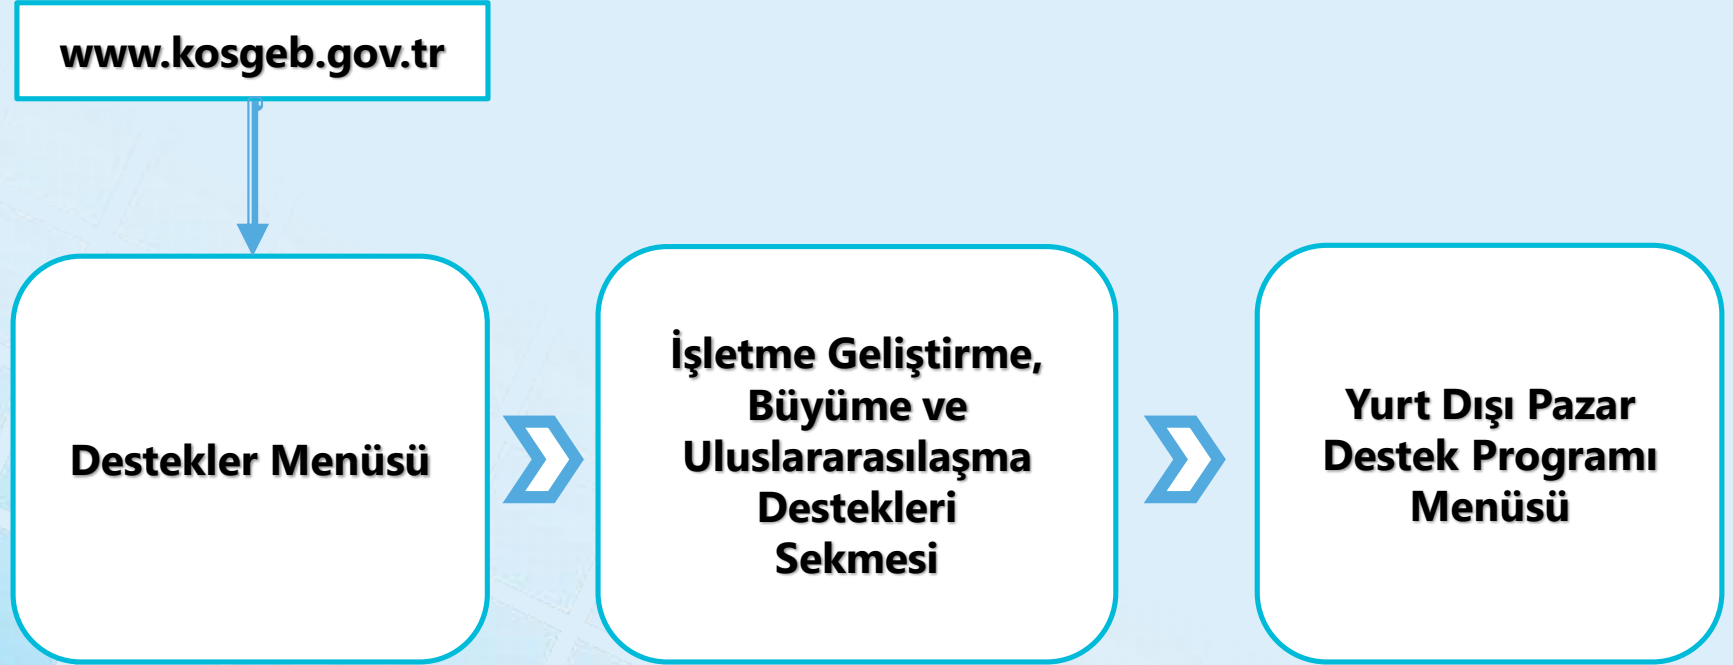 www.kosgeb.gov.tr
Destekler Menüsü
İşletme Geliştirme,
Büyüme ve
Uluslararasılaşma
Destekleri
Sekmesi
Yurt Dışı Pazar
Destek Programı
Menüsü